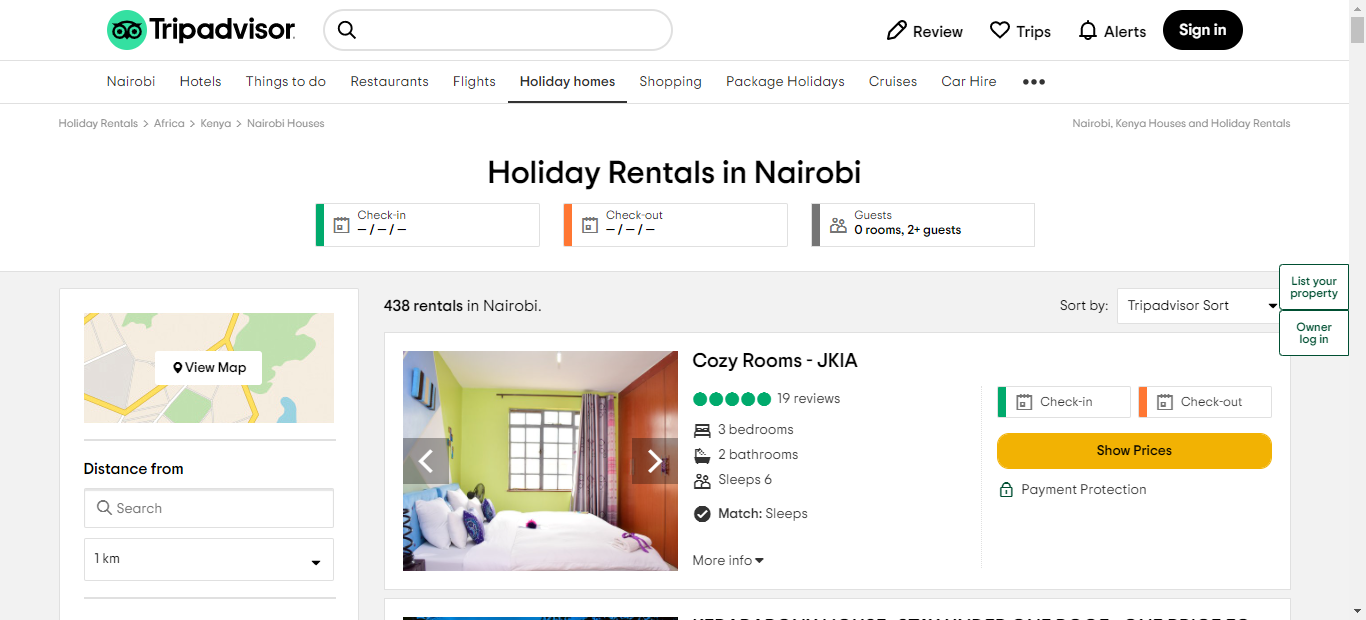 Tripadvisor
Review
Trips
Alerts
Sign in
Nairobi
Hotels
Things to do
Restaurants
Flights
Holiday homes
Shopping
Package Holidays
Cruises
Car Hire
•••
Holiday Rentals > Africa > Kenya > Nairobi Houses
Nairobi, Kenya Houses and Holiday Rentals
Holiday Rentals in Nairobi
Check-in
– / – / –
Check-out
– / – / –
Guests
0 rooms, 2+ guests
List your
property
Owner
log in
View Map
Distance from
Search
1 km
438 rentals in Nairobi.
Sort by:
Tripadvisor Sort
Cozy Rooms - JKIA
19 reviews
3 bedrooms
2 bathrooms
Sleeps 6
Match: Sleeps
More info
Check-in
Check-out
Show Prices
Payment Protection